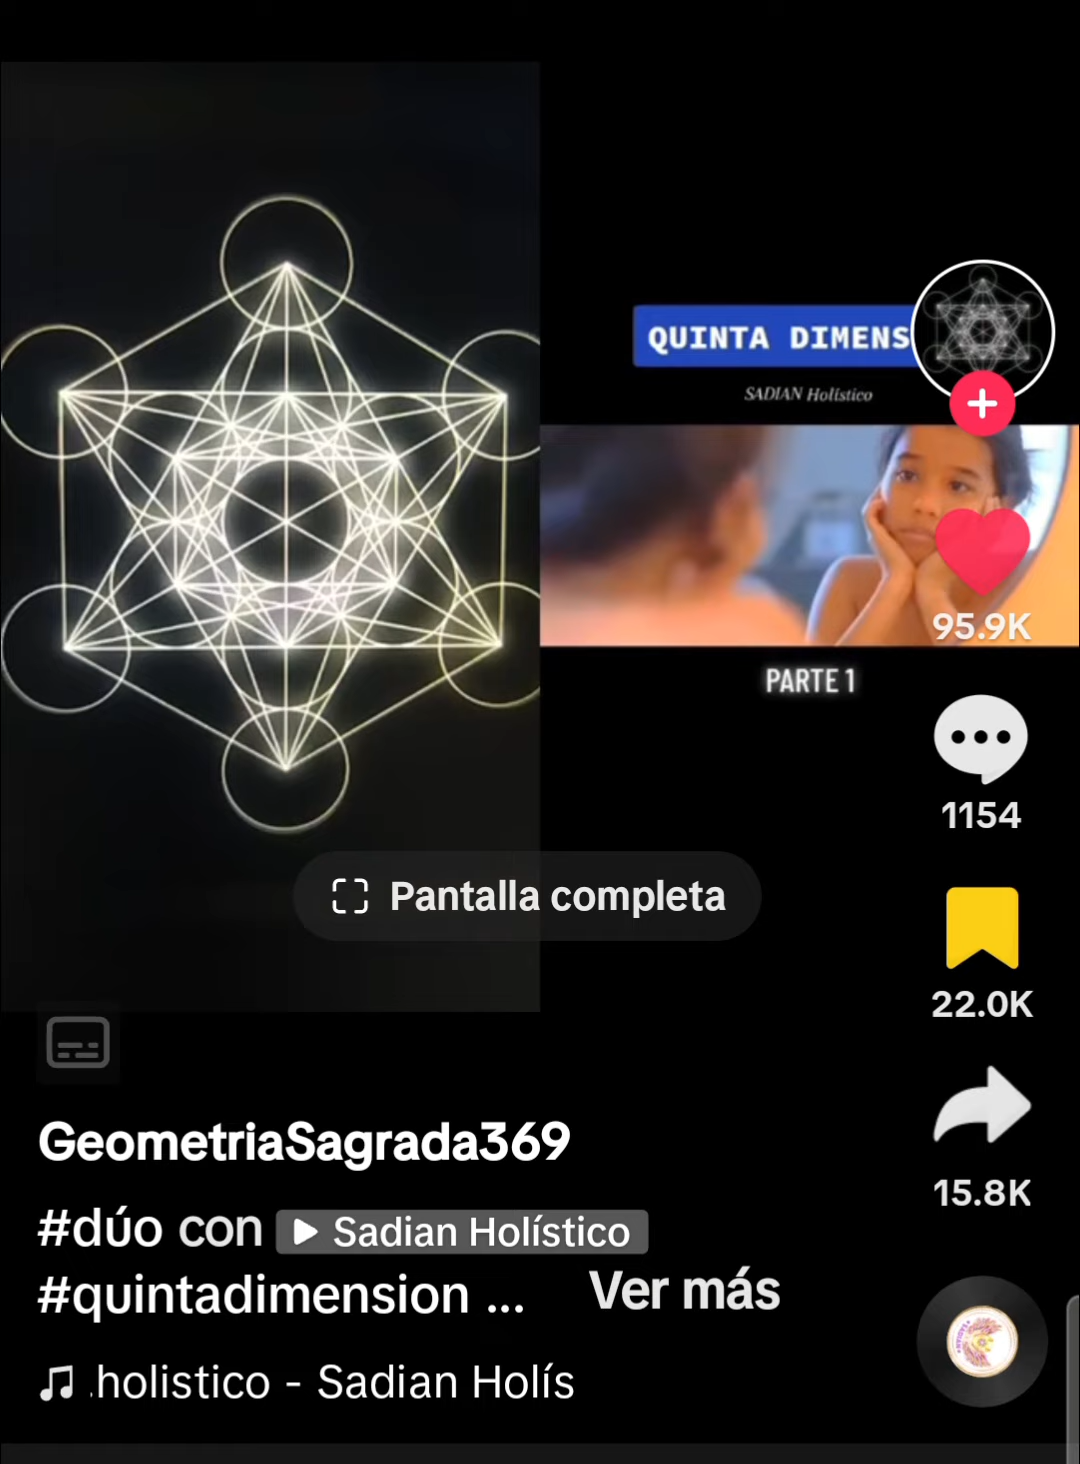 QUINTA DIMENS
SADIAN Holístico
95.9K
PARTE 1
1154
Pantalla completa
22.0K
GeometriaSagrada369
15.8K
#dúo con Sadian Holístico
#quintadimension ... Ver más
.holistico - Sadian Holís